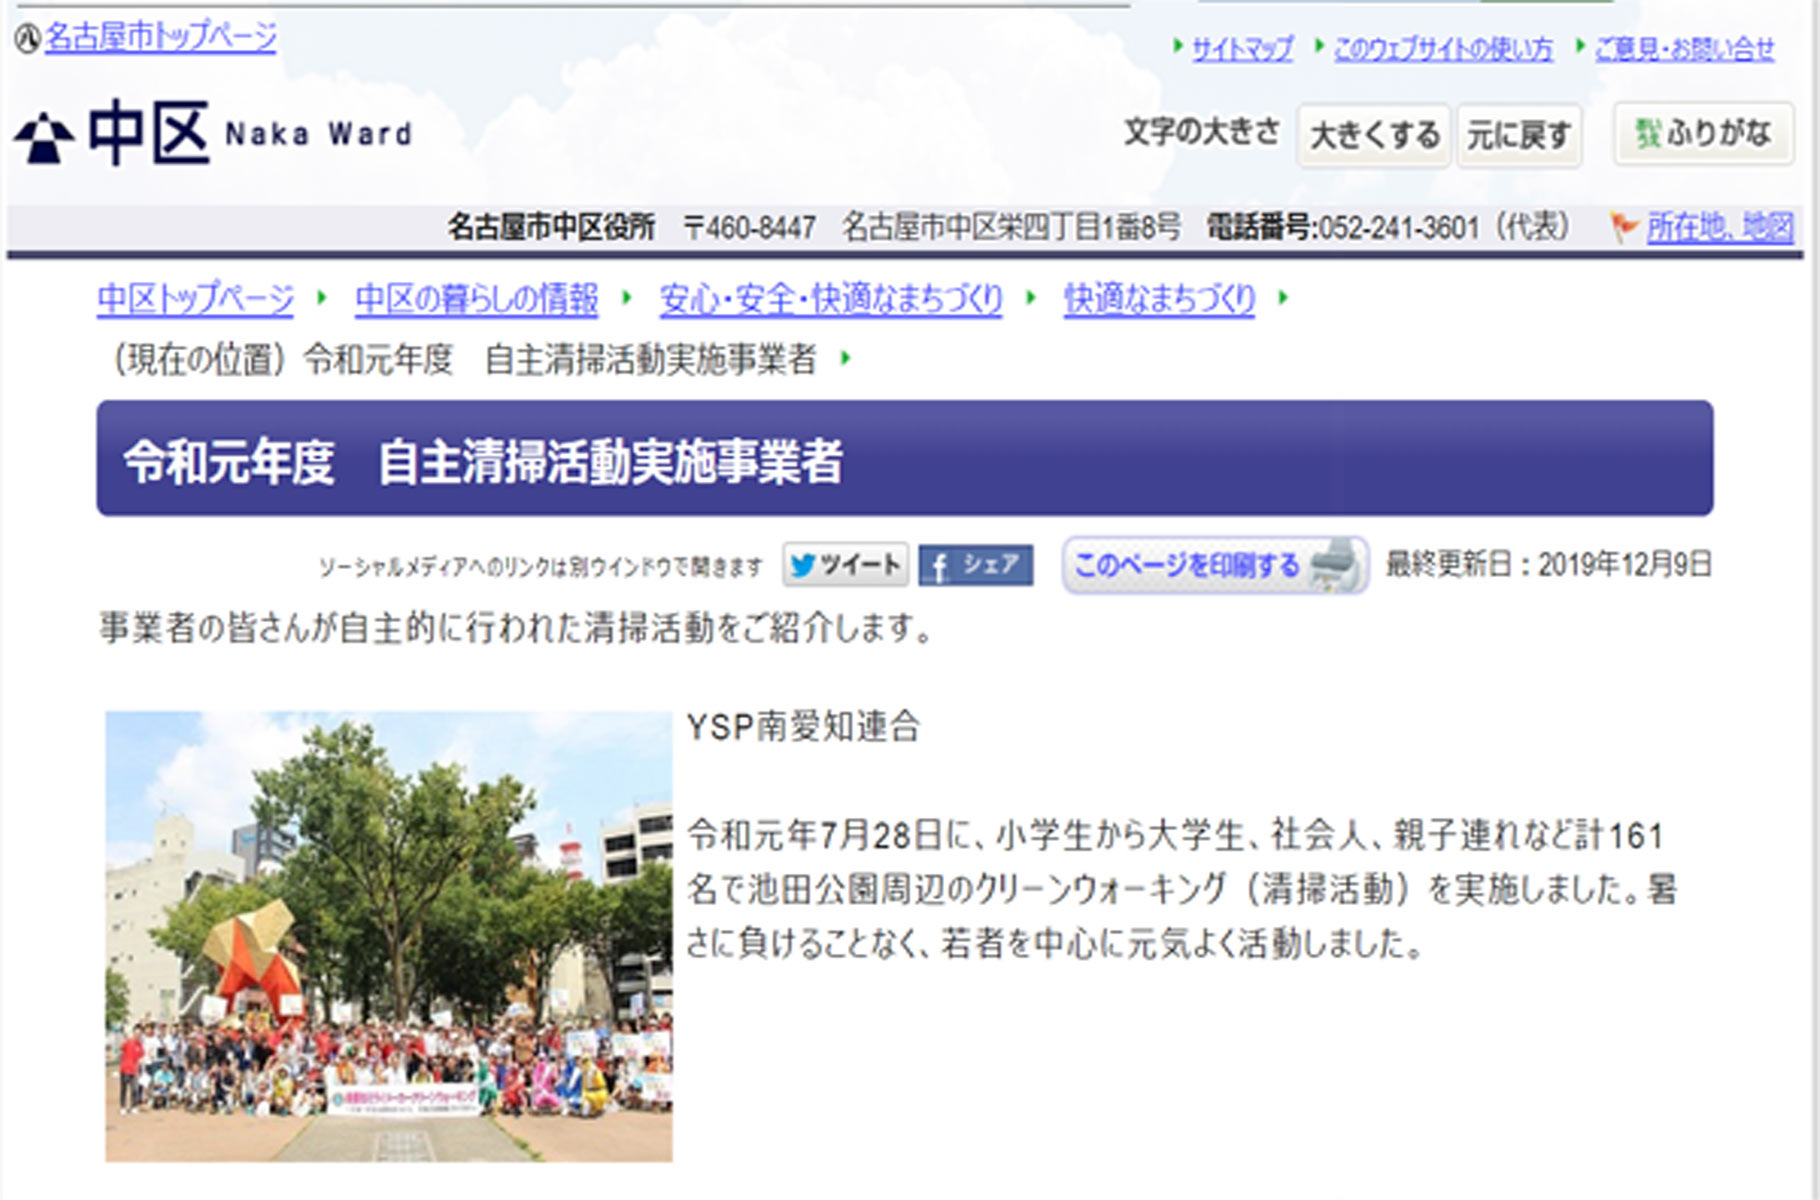 名古屋市トップページ
サイトマップ このウェブサイトの使い方 ご意見・お問い合せ
中区 Naka Ward
文字の大きさ 大きくする 元に戻す ふりがな
名古屋市中区役所 〒460-8447 名古屋市中区栄四丁目1番8号 電話番号:052-241-3601（代表） 所在地、地図
中区トップページ 中区の暮らしの情報 安心・安全・快適なまちづくり 快適なまちづくり
（現在の位置）令和元年度　自主清掃活動実施事業者
令和元年度　自主清掃活動実施事業者
ソーシャルメディアへのリンクは別ウインドウで開きます ツイート シェア このページを印刷する 最終更新日：2019年12月9日
事業者の皆さんが自主的に行われた清掃活動をご紹介します。
YSP南愛知連合
令和元年7月28日に、小学生から大学生、社会人、親子連れなど計161
名で池田公園周辺のクリーンウォーキング（清掃活動）を実施しました。暑
さに負けることなく、若者を中心に元気よく活動しました。